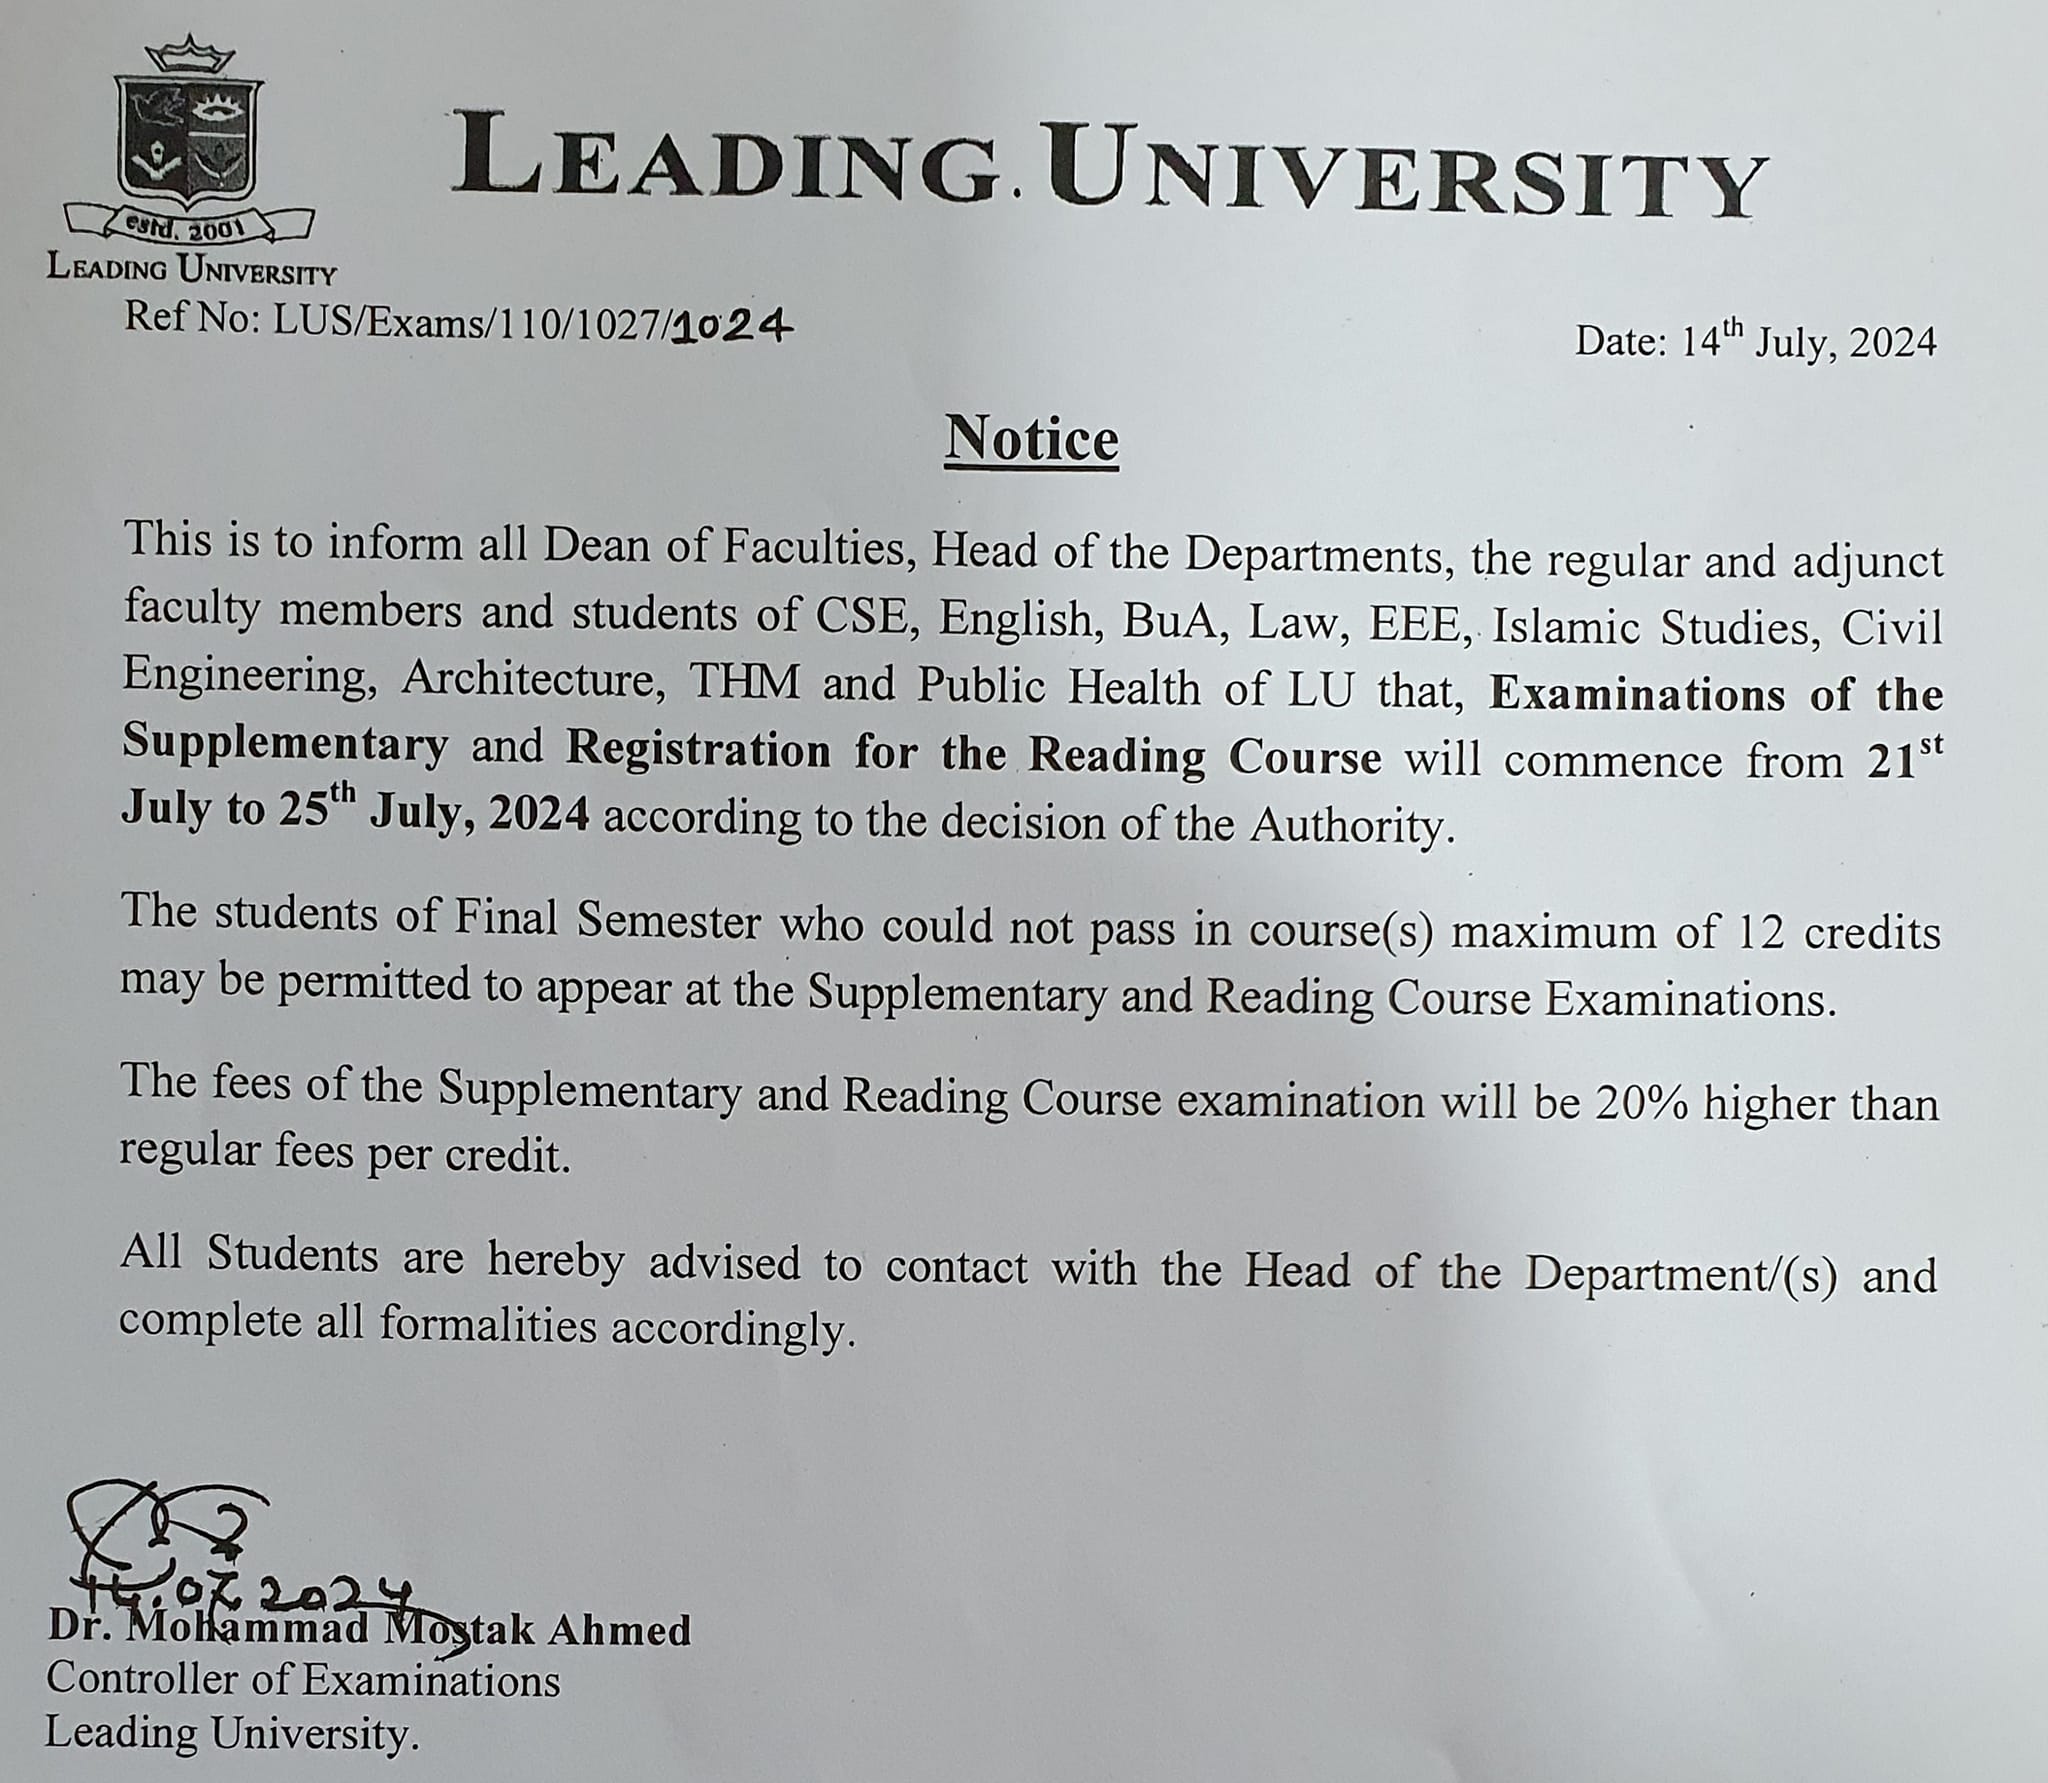 estd. 2001
LEADING UNIVERSITY
LEADING UNIVERSITY
Ref No: LUS/Exams/110/1027/1024
Date: 14th July, 2024
Notice
This is to inform all Dean of Faculties, Head of the Departments, the regular and adjunct
faculty members and students of CSE, English, BuA, Law, EEE, Islamic Studies, Civil
Engineering, Architecture, THM and Public Health of LU that, Examinations of the
Supplementary and Registration for the Reading Course will commence from 21st
July to 25th July, 2024 according to the decision of the Authority.
The students of Final Semester who could not pass in course(s) maximum of 12 credits
may be permitted to appear at the Supplementary and Reading Course Examinations.
The fees of the Supplementary and Reading Course examination will be 20% higher than
regular fees per credit.
All Students are hereby advised to contact with the Head of the Department/(s) and
complete all formalities accordingly.
14.07.2024
Dr. Mohammad Mostak Ahmed
Controller of Examinations
Leading University.